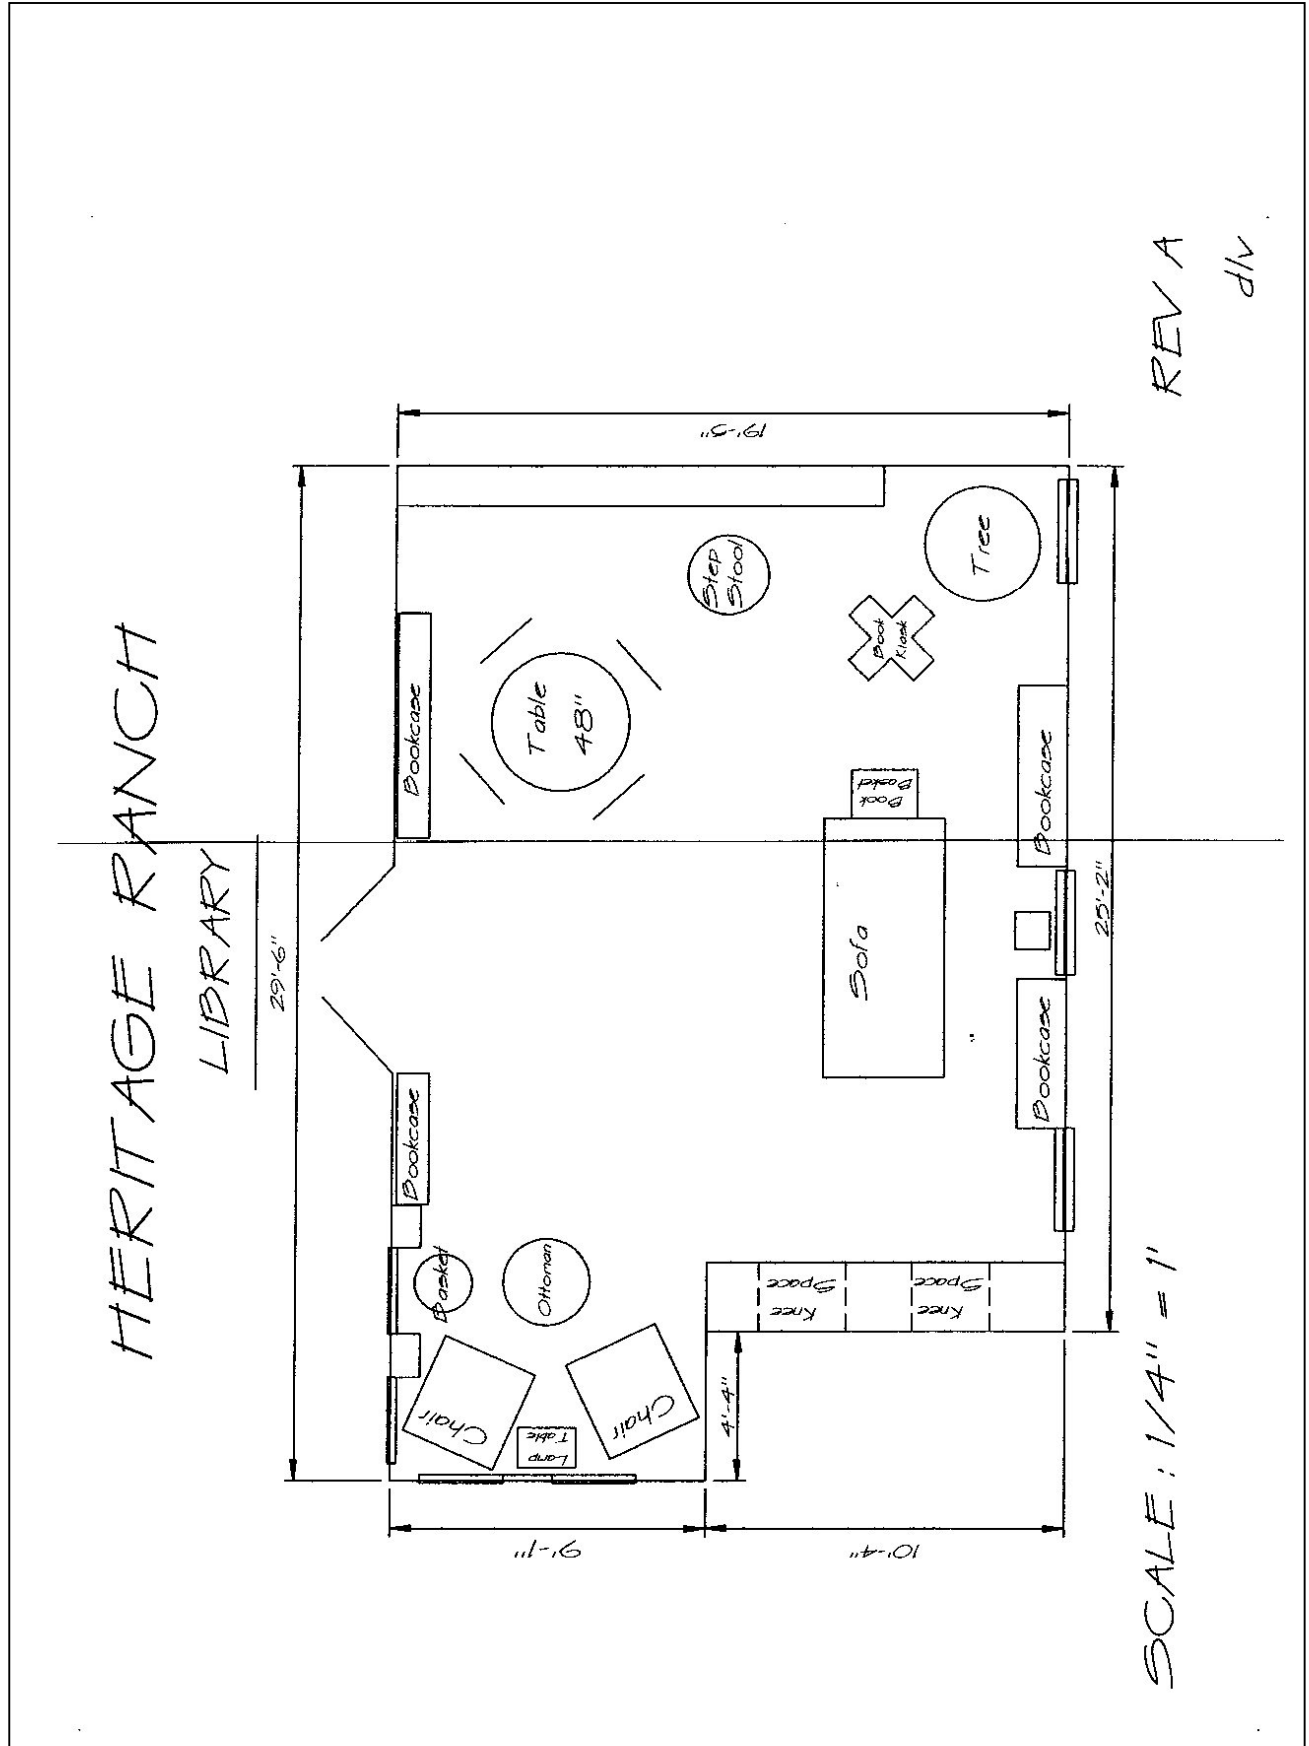 HERITAGE RANCH
LIBRARY
29'-6"
Bookcase
Bookcase
Basket
Ottoman
Chair
Chair
Lamp
Table
Table
48"
Step
Stool
Tree
Book
Kiosk
Book
Basket
Sofa
Bookcase
Bookcase
Knee
Space
Knee
Space
19'-5"
25'-2"
4'-4"
9'-1"
10'-4"
SCALE: 1/4" = 1'
REV A
dlv